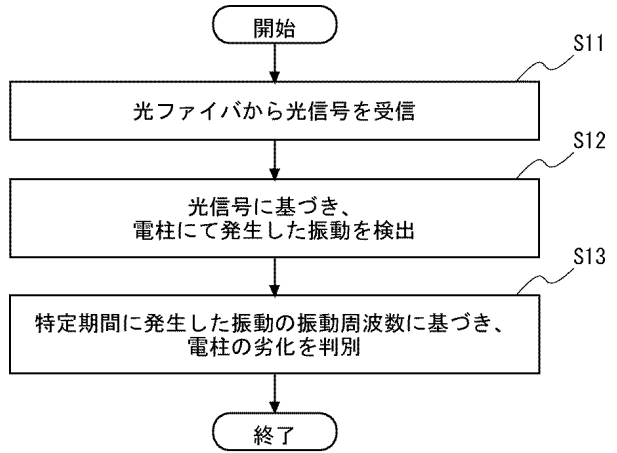 開始
S11
光ファイバから光信号を受信
S12
光信号に基づき、
電柱にて発生した振動を検出
S13
特定期間に発生した振動の振動周波数に基づき、
電柱の劣化を判別
終了